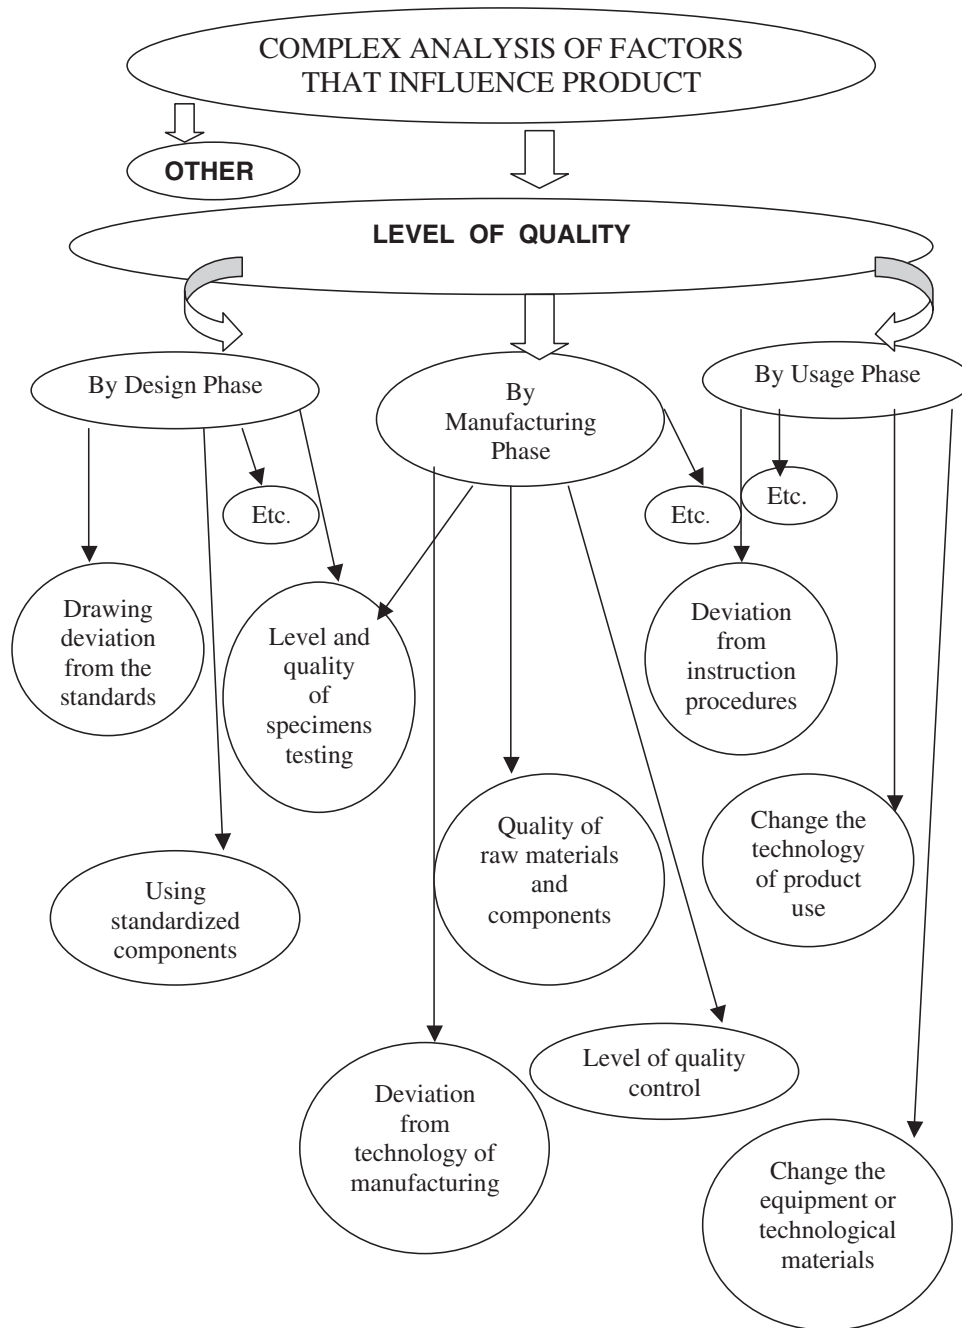 COMPLEX ANALYSIS OF FACTORS
THAT INFLUENCE PRODUCT
OTHER
LEVEL OF QUALITY
By Design Phase
By
Manufacturing
Phase
By Usage Phase
Etc.
Etc.
Etc.
Drawing
deviation
from the
standards
Level and
quality
of
specimens
testing
Deviation
from
instruction
procedures
Quality of
raw materials
and
components
Change the
technology
of product
use
Using
standardized
components
Level of quality
control
Deviation
from
technology of
manufacturing
Change the
equipment or
technological
materials